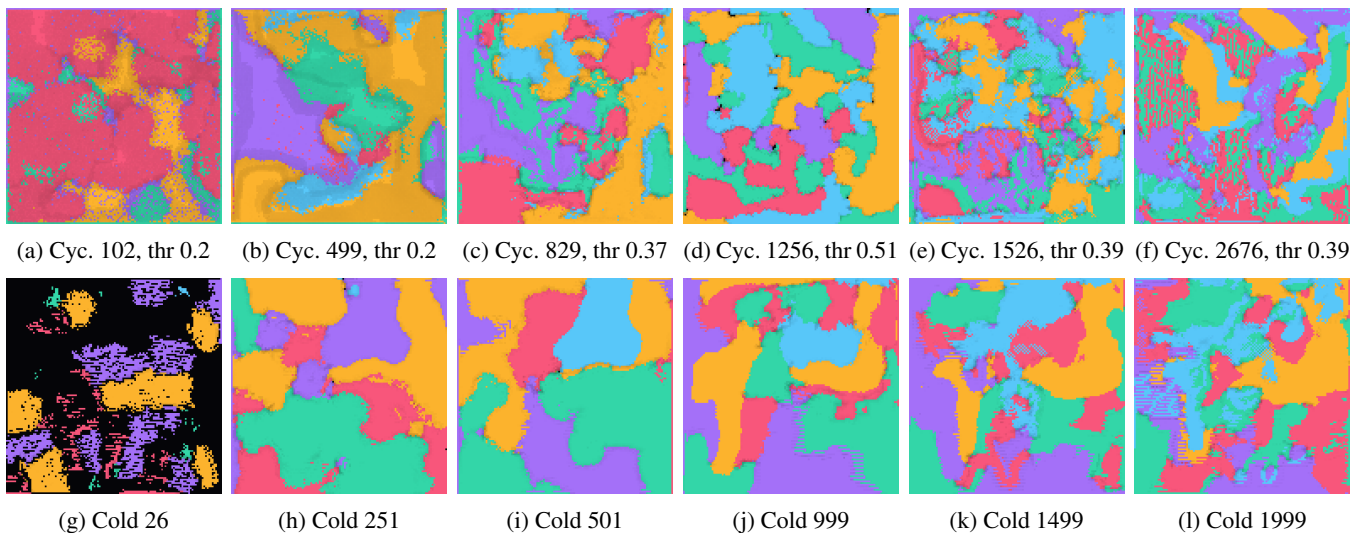 (a) Cyc. 102, thr 0.2
(b) Cyc. 499, thr 0.2
(c) Cyc. 829, thr 0.37
(d) Cyc. 1256, thr 0.51
(e) Cyc. 1526, thr 0.39
(f) Cyc. 2676, thr 0.39
(g) Cold 26
(h) Cold 251
(i) Cold 501
(j) Cold 999
(k) Cold 1499
(l) Cold 1999